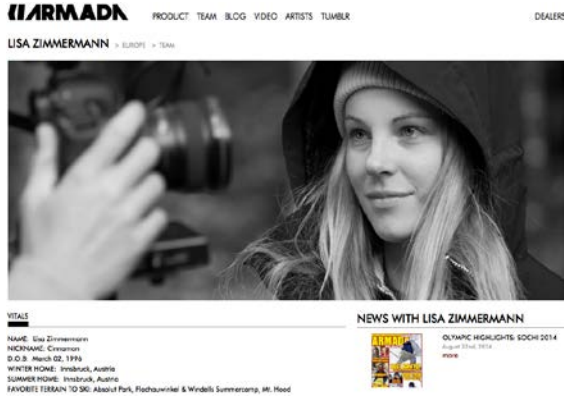 ARMADA
PRODUCT TEAM BLOG VIDEO ARTISTS TUMBLR
DEALERS
LISA ZIMMERMANN > EUROPE > TEAM
VITALS
NAME: Lisa Zimmermann
NICKNAME: Cinnamon
D.O.B: March 02, 1996
WINTER HOME: Innsbruck, Austria
SUMMER HOME: Innsbruck, Austria
FAVORITE TERRAIN TO SKI: Absolut Park, Flachauwinkel & Windells Summercamp, Mt. Hood
NEWS WITH LISA ZIMMERMANN
ARMADA
OLYMPIC HIGHLIGHTS: SOCHI 2014
August 22nd, 2014
more